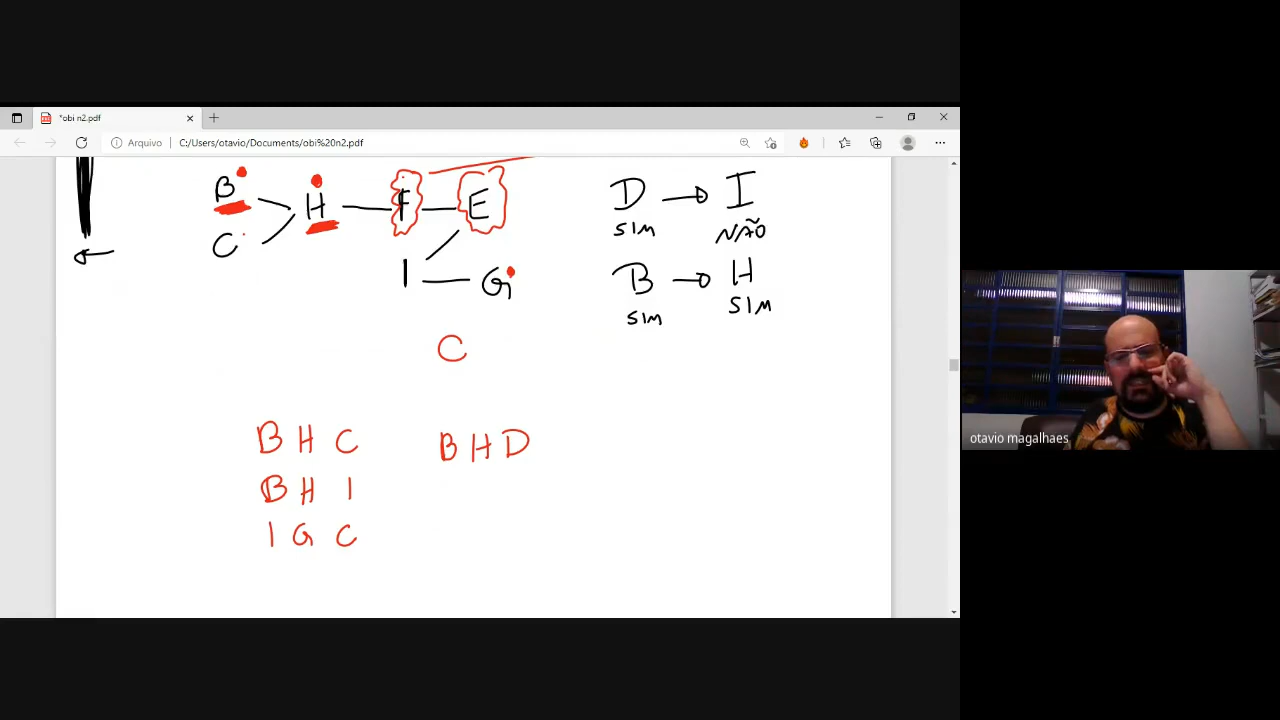 *obi n2.pdf
Arquivo C:/Users/otavio/Documents/obi%20n2.pdf
B H F E
C
I G
D → I
SIM NÃO
B → H
SIM SIM
C
B H C B H D
B H I
I G C
otavio magalhaes